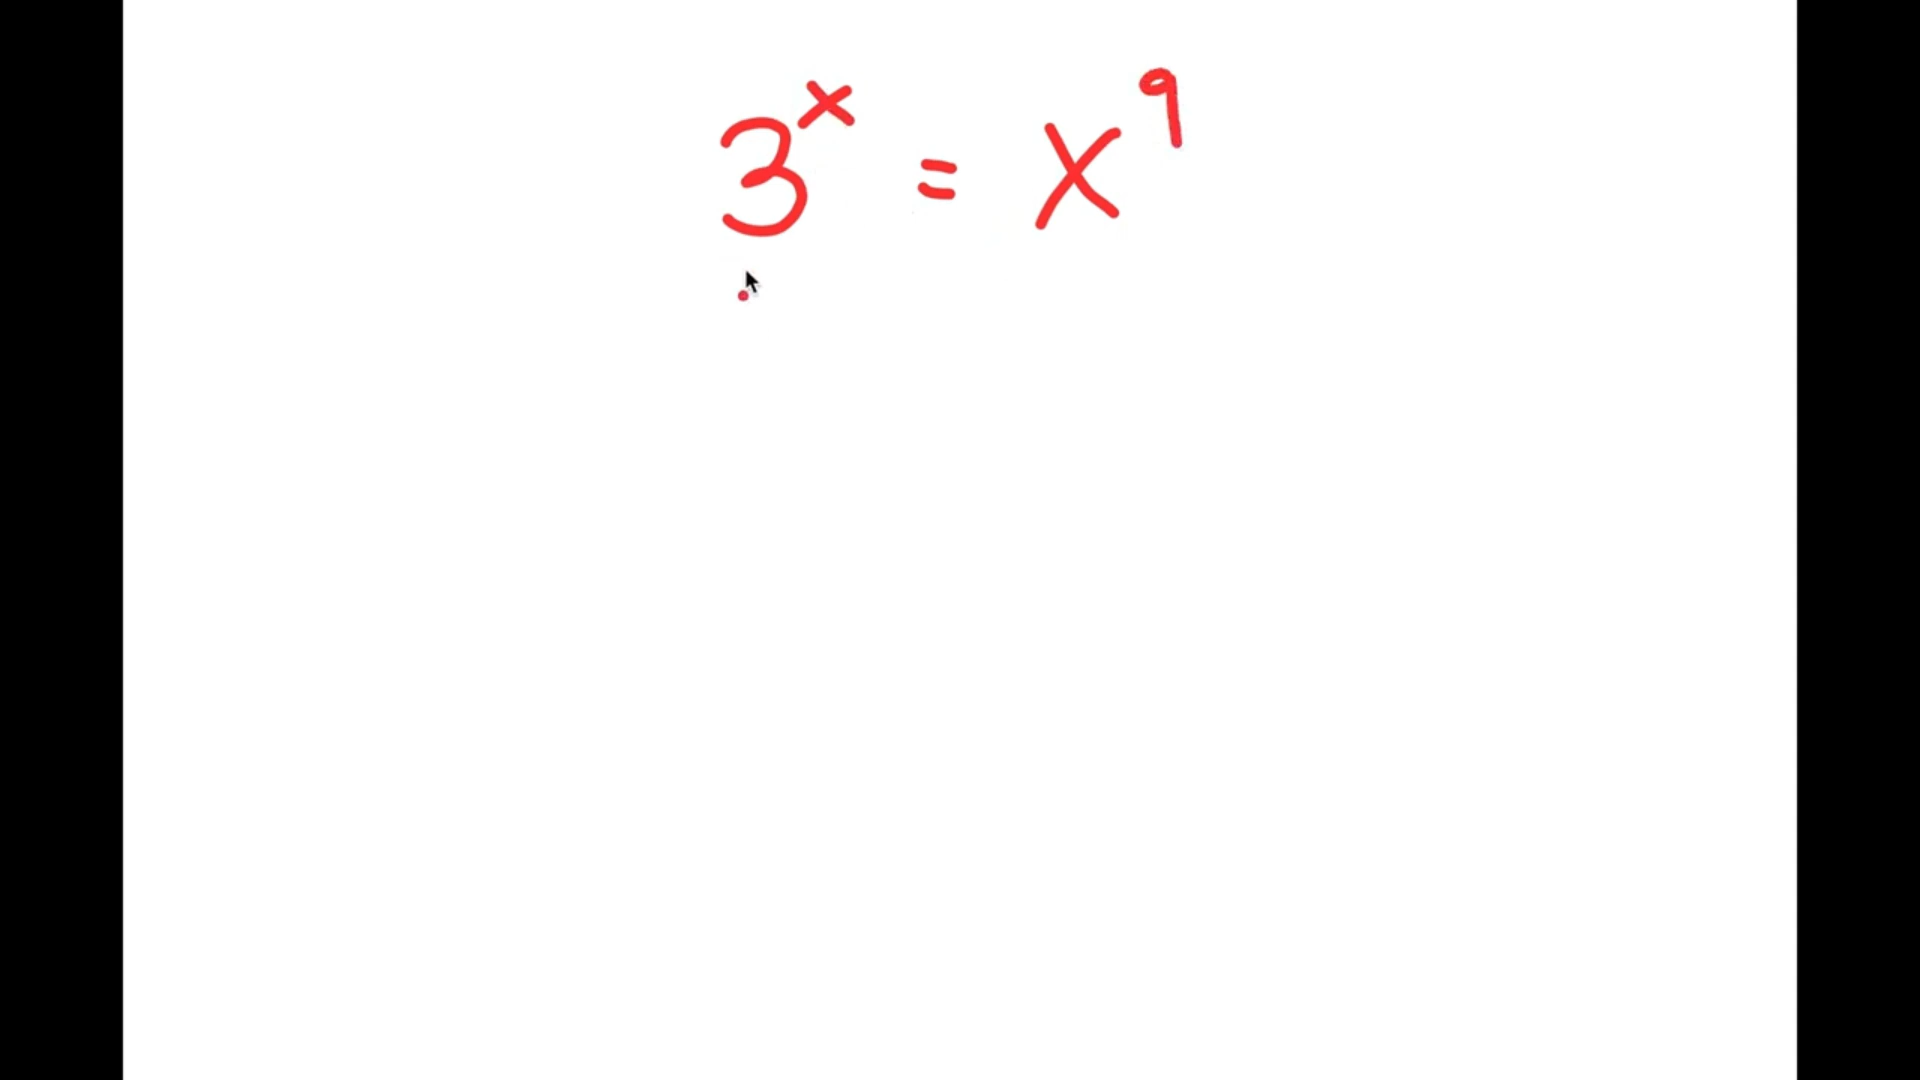 3^x = x^9